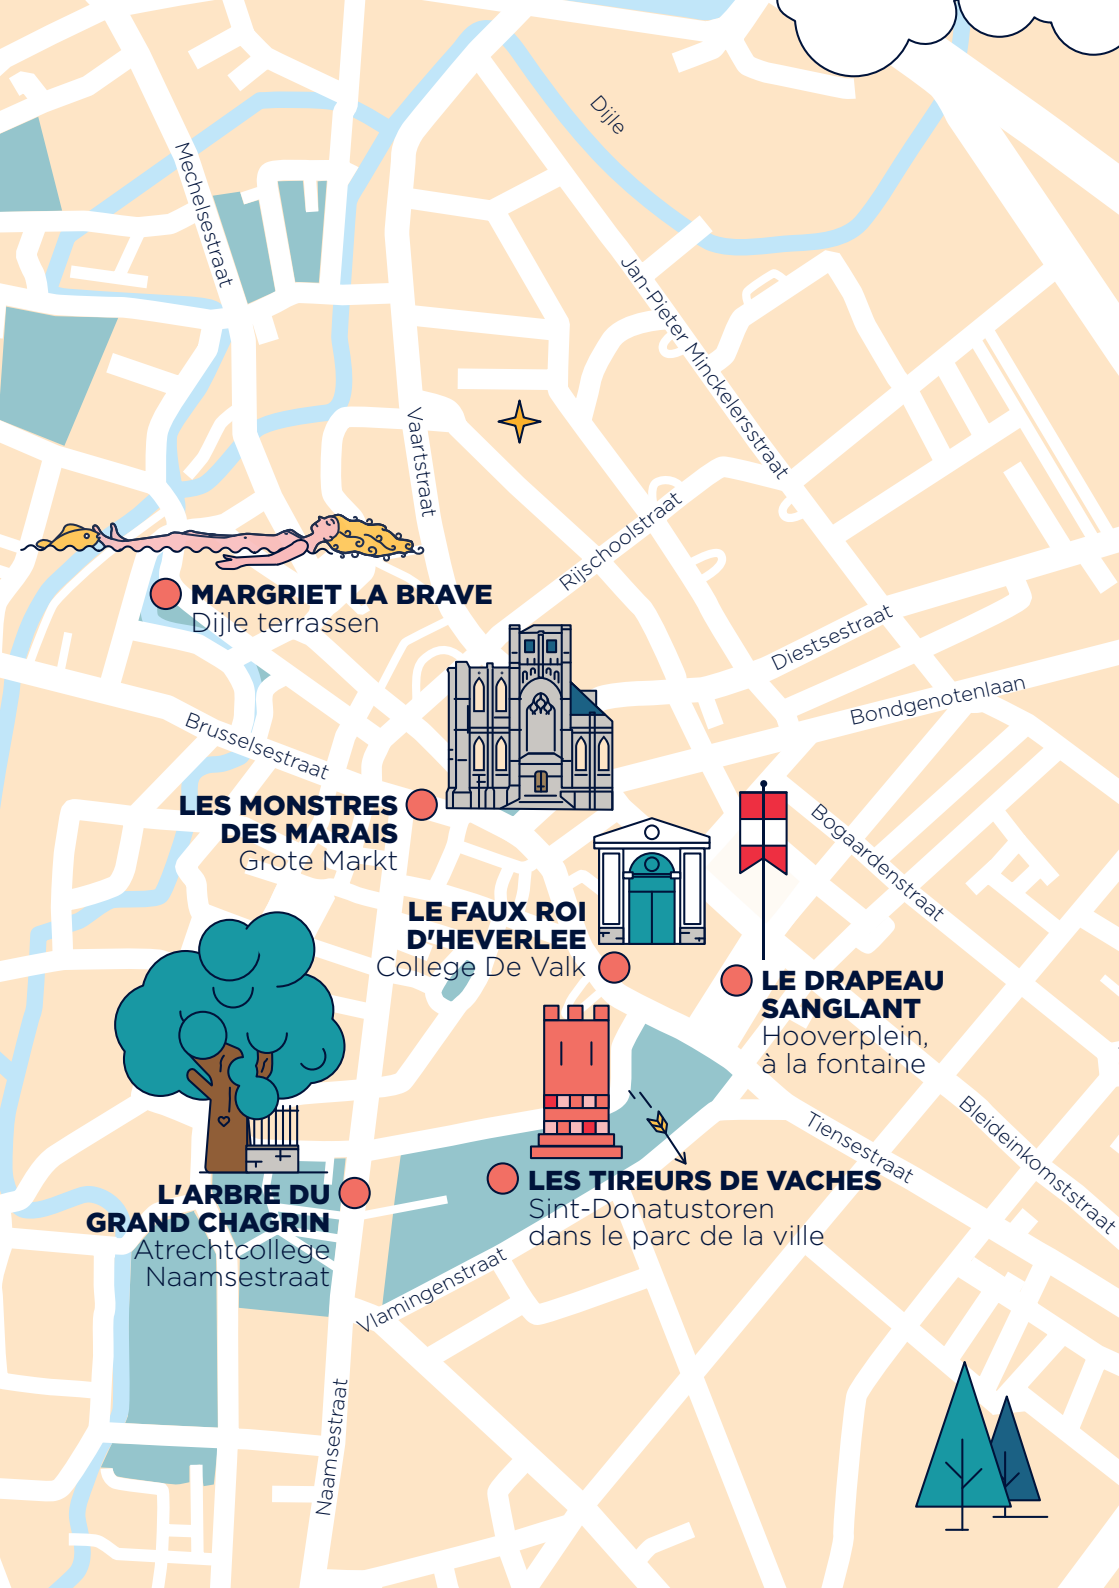 Dijle
Mechelsestraat
Jan-Pieter Minckelersstraat
Vaartstraat
Rijschoolstraat
MARGRIET LA BRAVE
Dijle terrassen
Diestsestraat
Bondgenotenlaan
Brusselsestraat
LES MONSTRES
DES MARAIS
Grote Markt
Bogaardenstraat
LE FAUX ROI
D'HEVERLEE
College De Valk
LE DRAPEAU
SANGLANT
Hooverplein,
à la fontaine
Bleideinkomststraat
Tiensestraat
LES TIREURS DE VACHES
Sint-Donatustoren
dans le parc de la ville
L'ARBRE DU
GRAND CHAGRIN
Atrechtcollege
Naamsestraat
Vlamingenstraat
Naamsestraat